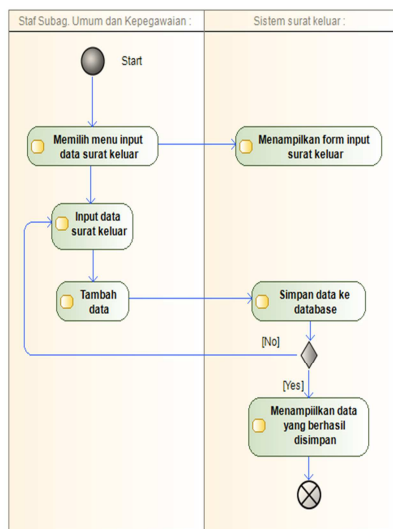 Staf Subag. Umum dan Kepegawaian :
Sistem surat keluar :
Start
Memilih menu input
data surat keluar
Menampilkan form input
surat keluar
Input data
surat keluar
Tambah
data
Simpan data ke
database
[No]
[Yes]
Menampiilkan data
yang berhasil
disimpan